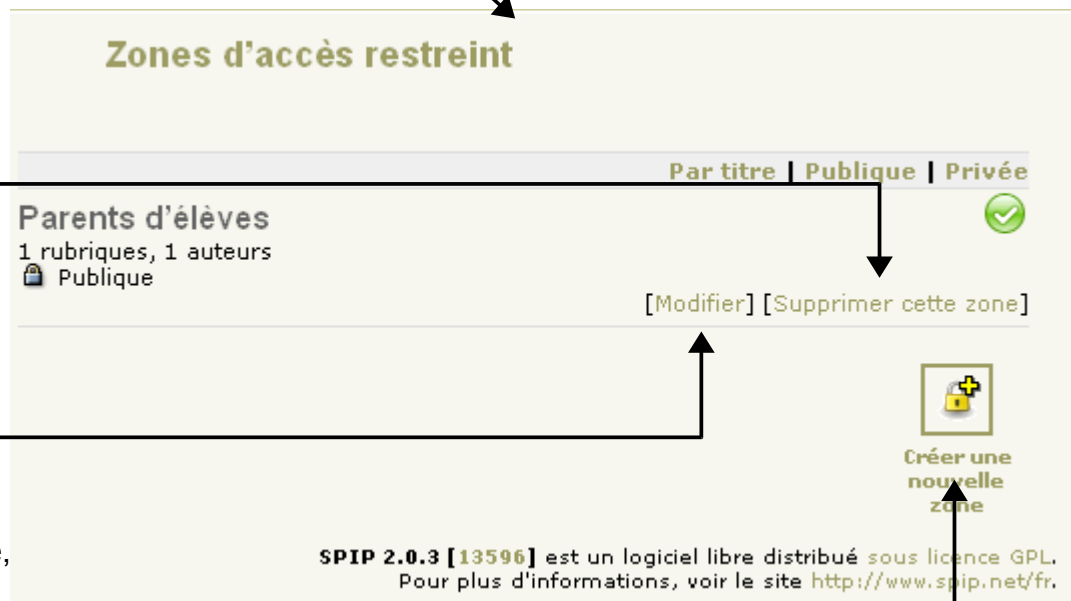 Zones d'accès restreint
Par titre | Publique | Privée
Parents d'élèves
1 rubriques, 1 auteurs
Publique
[Modifier] [Supprimer cette zone]
Créer une
nouvelle
zone
SPIP 2.0.3 [13596] est un logiciel libre distribué sous licence GPL.
Pour plus d'informations, voir le site http://www.spip.net/fr.